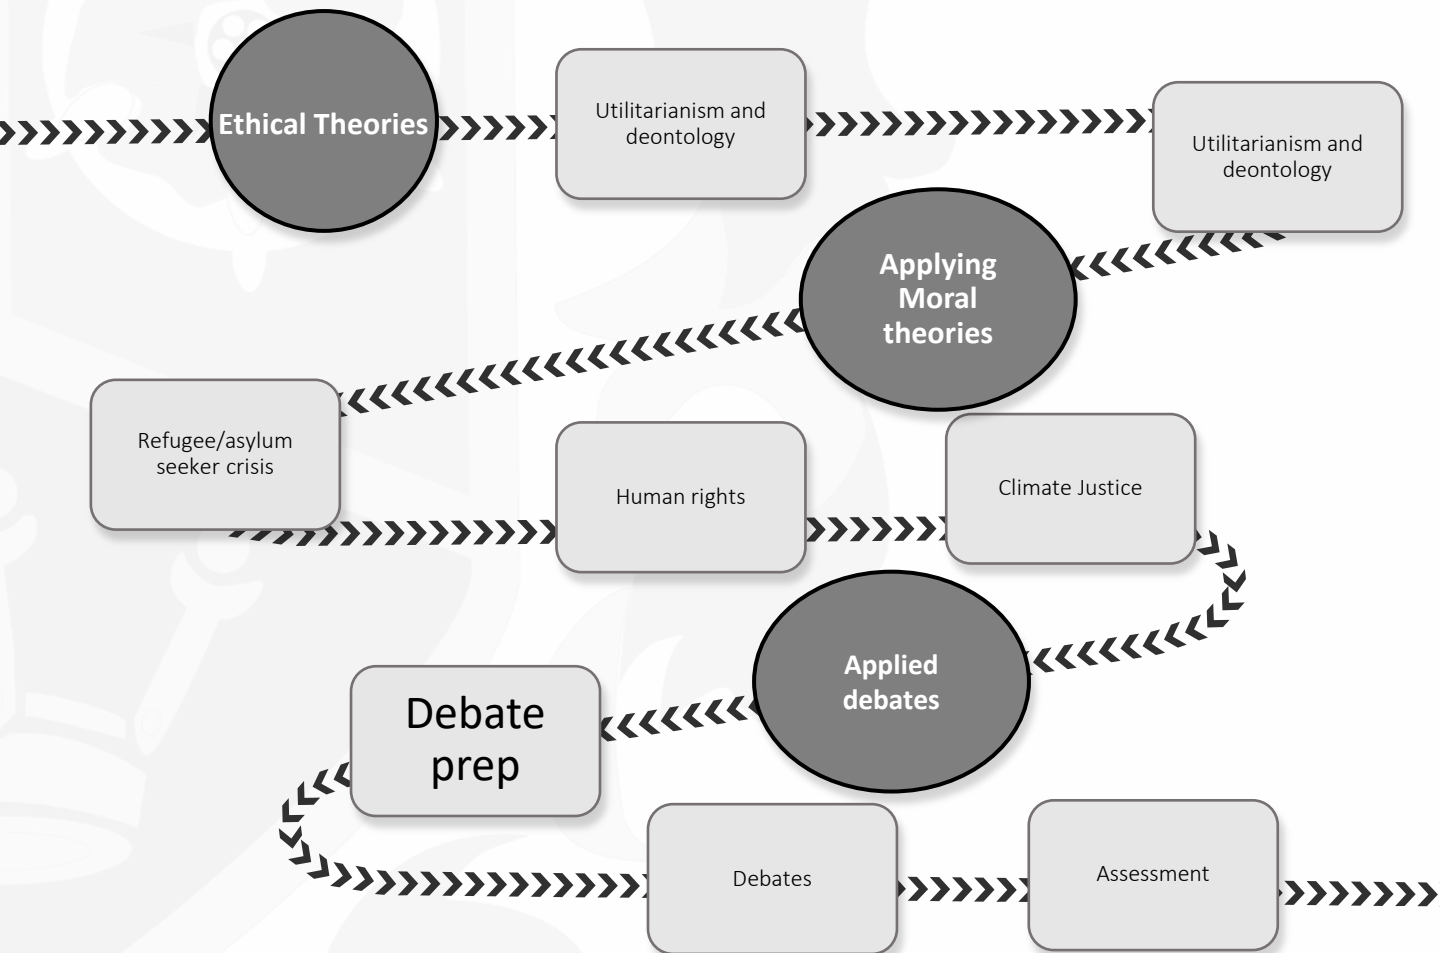 Ethical Theories
Utilitarianism and
deontology
Utilitarianism and
deontology
Applying
Moral
theories
Refugee/asylum
seeker crisis
Human rights
Climate Justice
Applied
debates
Debate
prep
Debates
Assessment